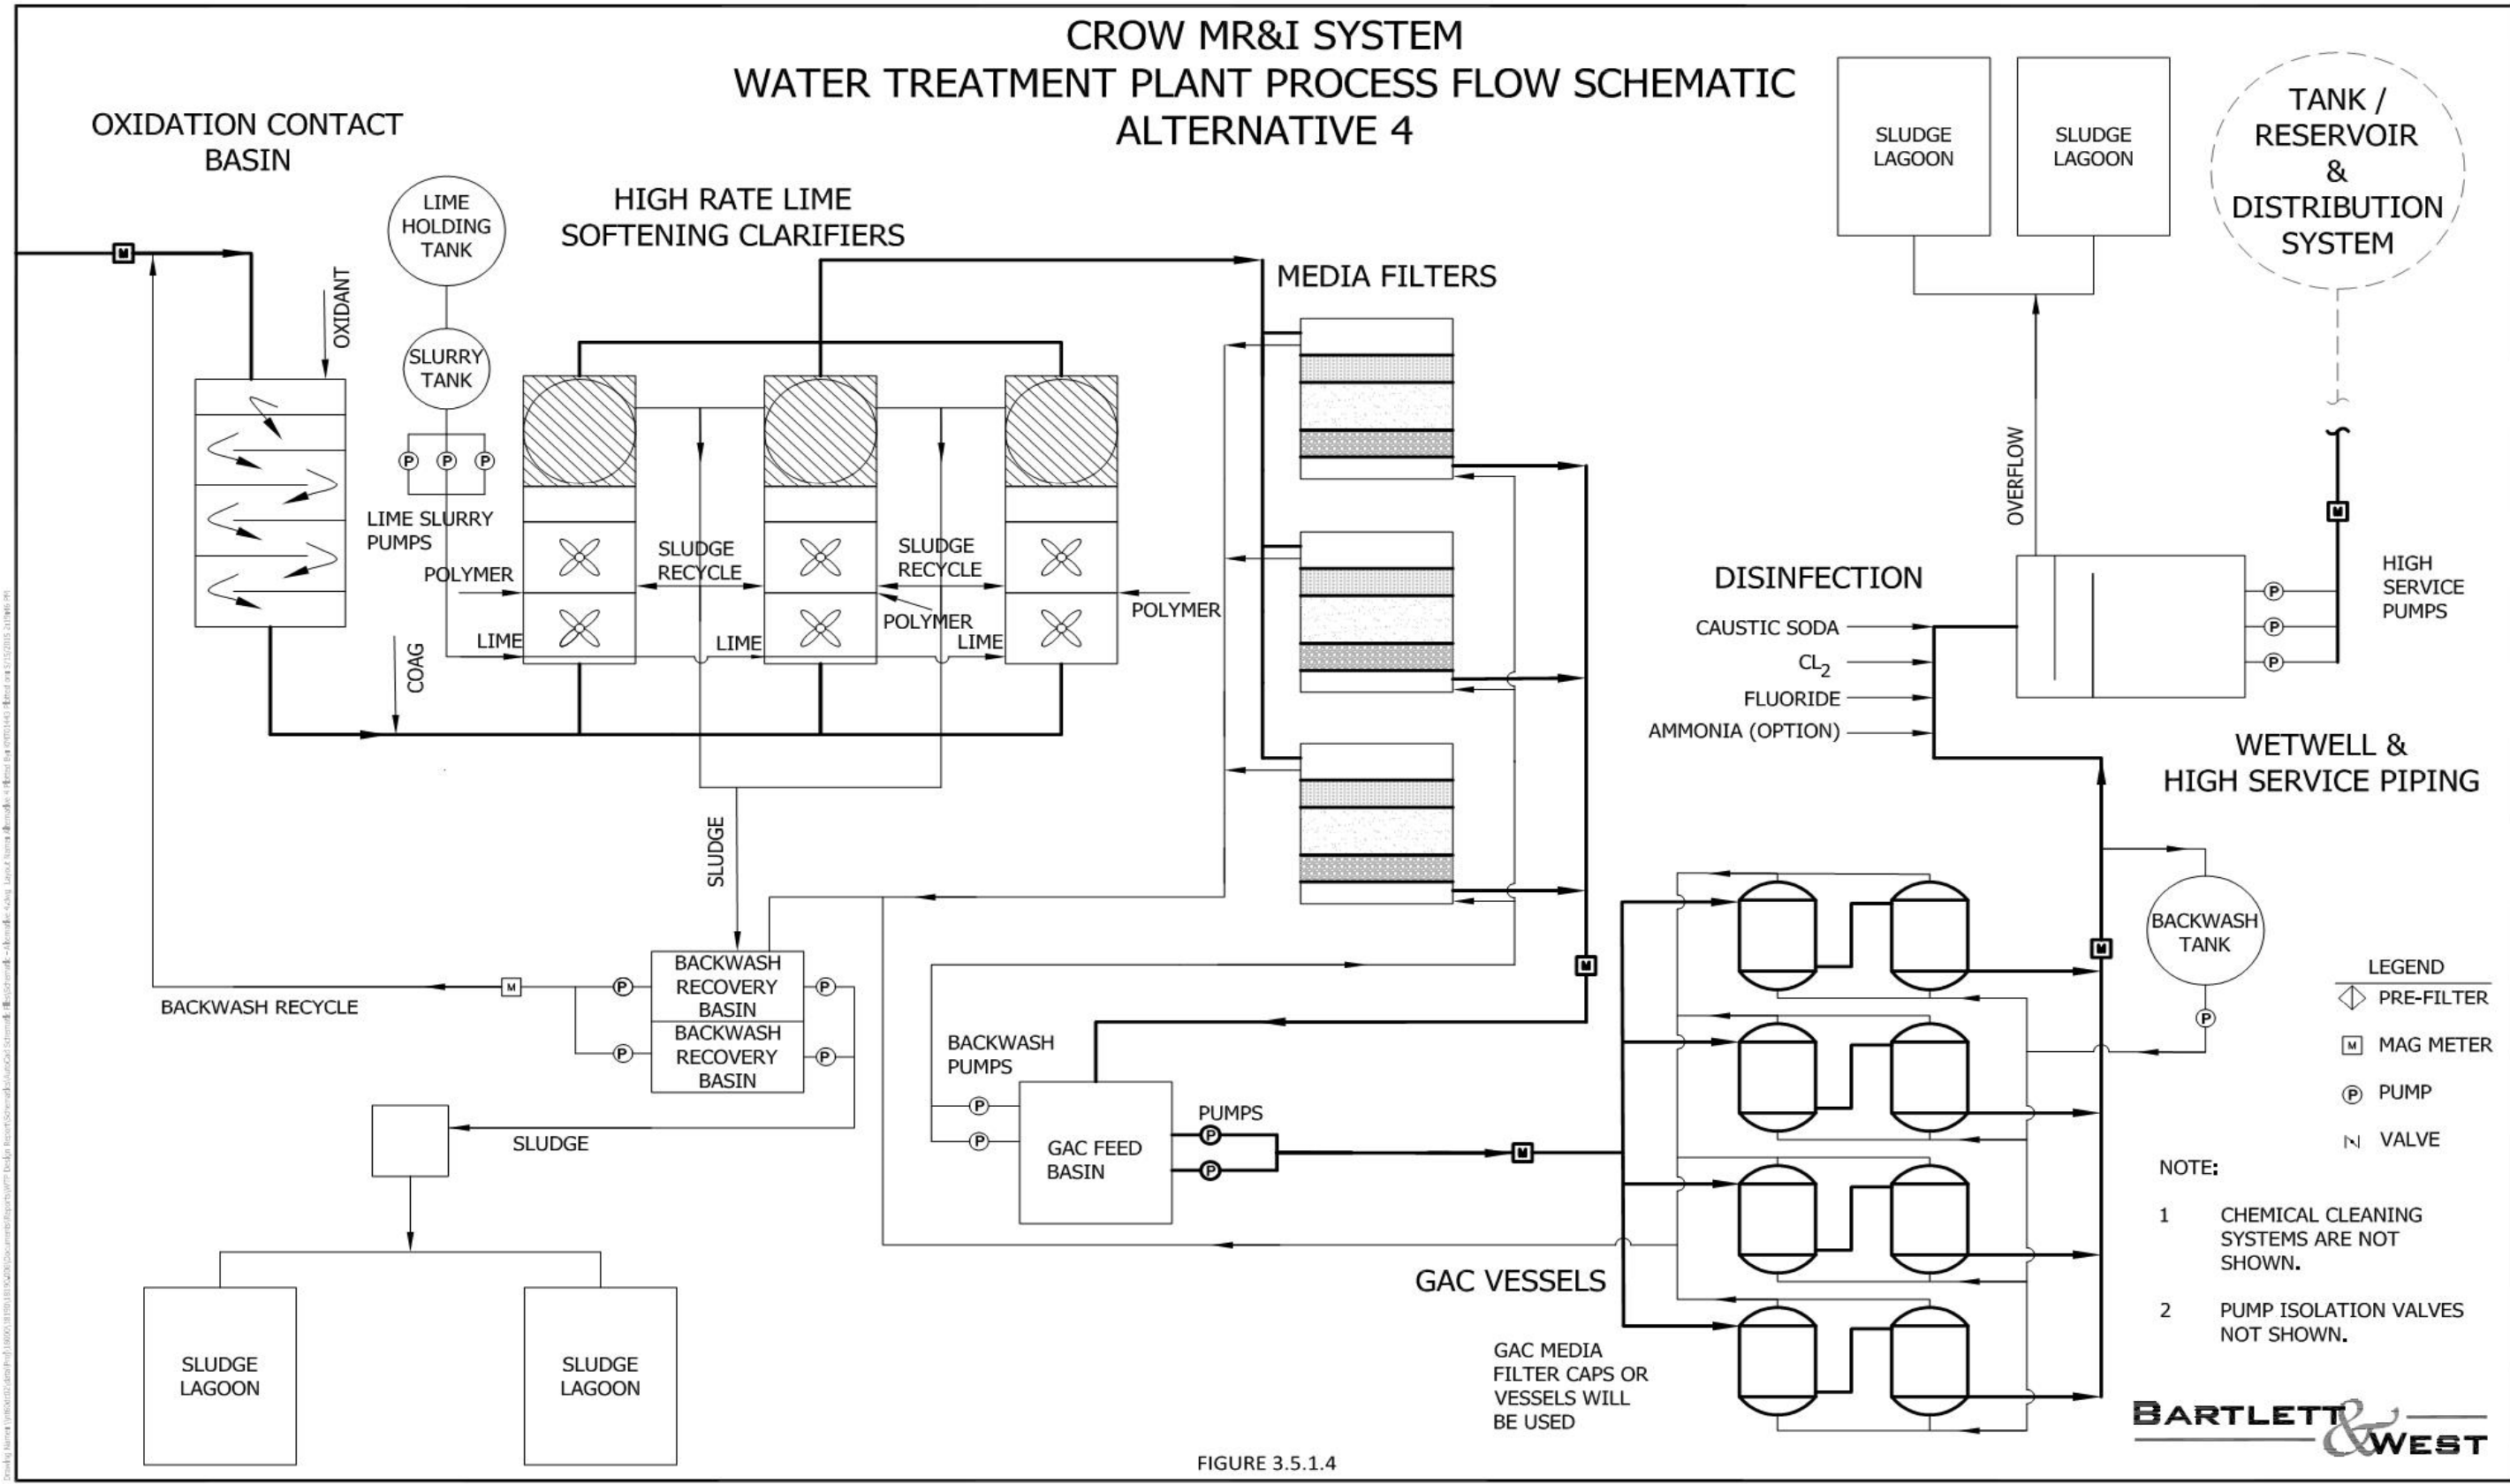 CROW MR&I SYSTEM
WATER TREATMENT PLANT PROCESS FLOW SCHEMATIC
ALTERNATIVE 4
OXIDATION CONTACT
BASIN
LIME
HOLDING
TANK
HIGH RATE LIME
SOFTENING CLARIFIERS
MEDIA FILTERS
SLUDGE
LAGOON
SLUDGE
LAGOON
TANK /
RESERVOIR
&
DISTRIBUTION
SYSTEM
M
OXIDANT
SLURRY
TANK
P
P
P
LIME SLURRY
PUMPS
POLYMER
SLUDGE
RECYCLE
SLUDGE
RECYCLE
POLYMER
POLYMER
LIME
LIME
LIME
COAG
OVERFLOW
M
DISINFECTION
CAUSTIC SODA
CL2
FLUORIDE
AMMONIA (OPTION)
P
P
P
HIGH
SERVICE
PUMPS
WETWELL &
HIGH SERVICE PIPING
SLUDGE
BACKWASH
RECOVERY
BASIN
BACKWASH
RECOVERY
BASIN
P
P
P
P
M
BACKWASH RECYCLE
SLUDGE
SLUDGE
LAGOON
SLUDGE
LAGOON
M
BACKWASH
PUMPS
P
P
GAC FEED
BASIN
PUMPS
P
P
M
GAC VESSELS
GAC MEDIA
FILTER CAPS OR
VESSELS WILL
BE USED
M
BACKWASH
TANK
P
LEGEND
PRE-FILTER
M MAG METER
P PUMP
VALVE
NOTE:
1 CHEMICAL CLEANING
SYSTEMS ARE NOT
SHOWN.
2 PUMP ISOLATION VALVES
NOT SHOWN.
BARTLETT
& WEST
FIGURE 3.5.1.4